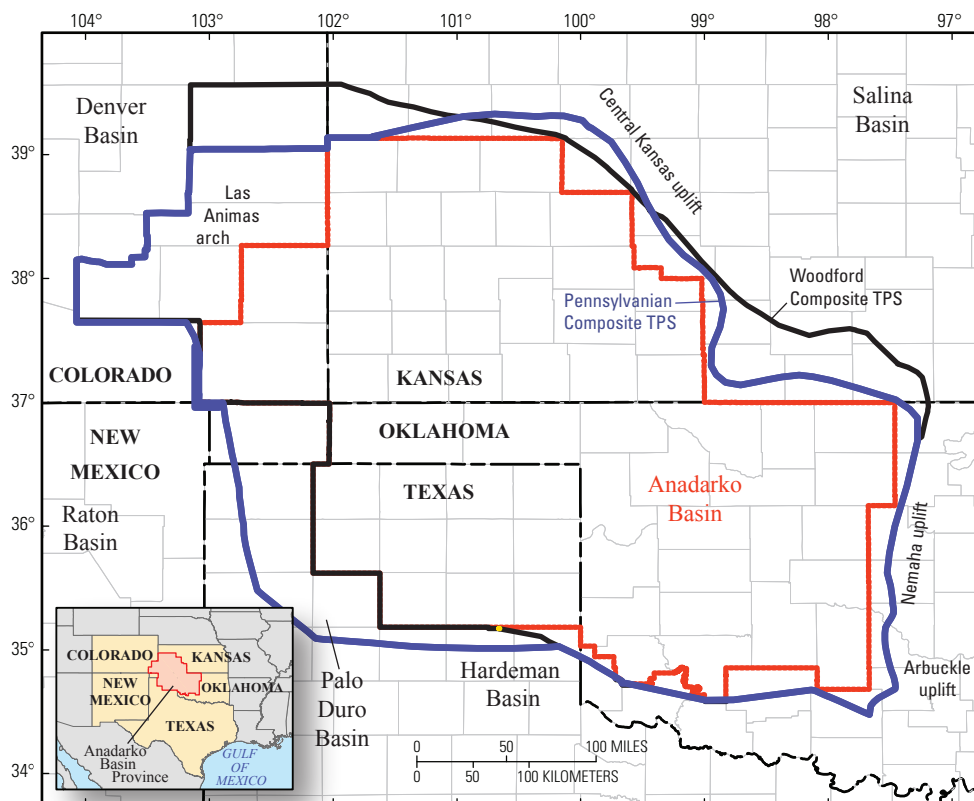 104°
103°
102°
101°
100°
99°
98°
97°
39°
38°
37°
36°
35°
34°
Denver
Basin
Salina
Basin
Central Kansas uplift
Las
Animas
arch
Pennsylvanian
Composite TPS
Woodford
Composite TPS
COLORADO
KANSAS
NEW
MEXICO
OKLAHOMA
TEXAS
Anadarko
Basin
Raton
Basin
Nemaha uplift
Palo
Duro
Basin
Hardeman
Basin
Arbuckle
uplift
0 50 100 MILES
0 50 100 KILOMETERS
COLORADO
KANSAS
NEW
MEXICO
OKLAHOMA
TEXAS
Anadarko
Basin
Province
GULF
OF
MEXICO